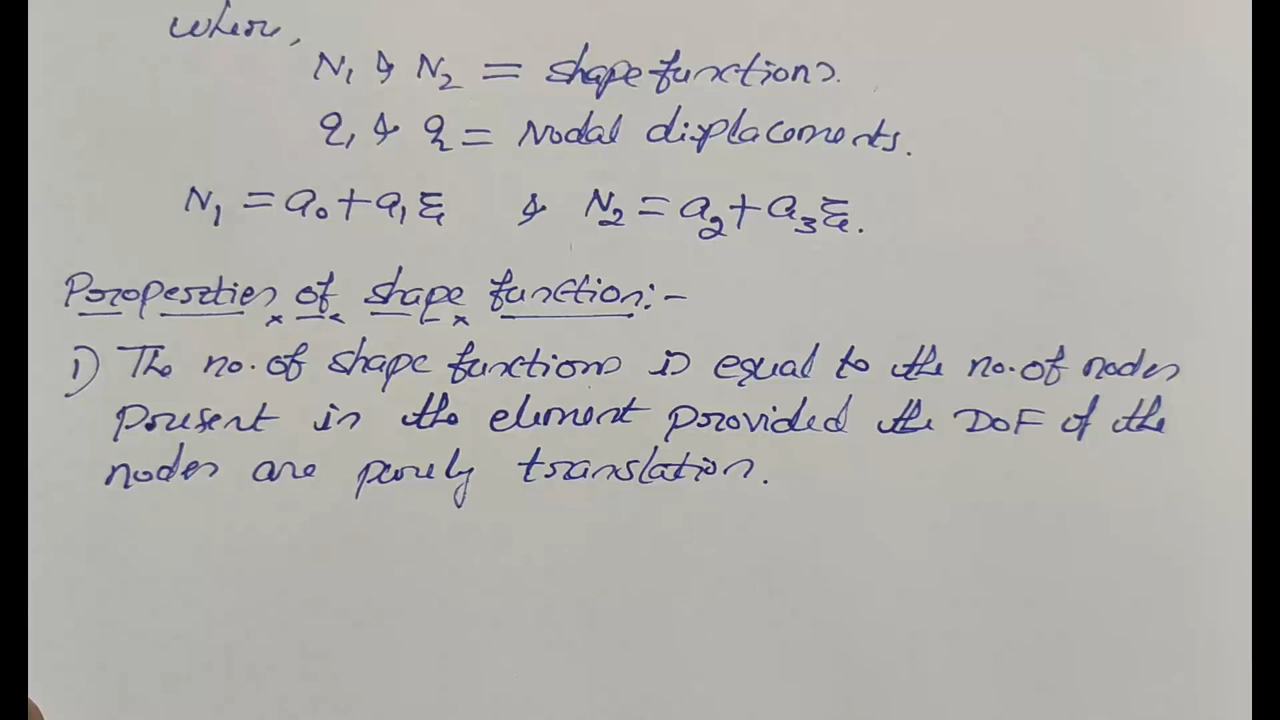 where,
N₁ & N₂ = shape functions.
q₁ & q₂ = Nodal displacements.
N₁ = a₀ + a₁ξ & N₂ = a₂ + a₃ξ.
Properties of shape function:-
1) The no. of shape functions is equal to the no. of nodes
present in the element provided the DOF of the
nodes are purely translation.